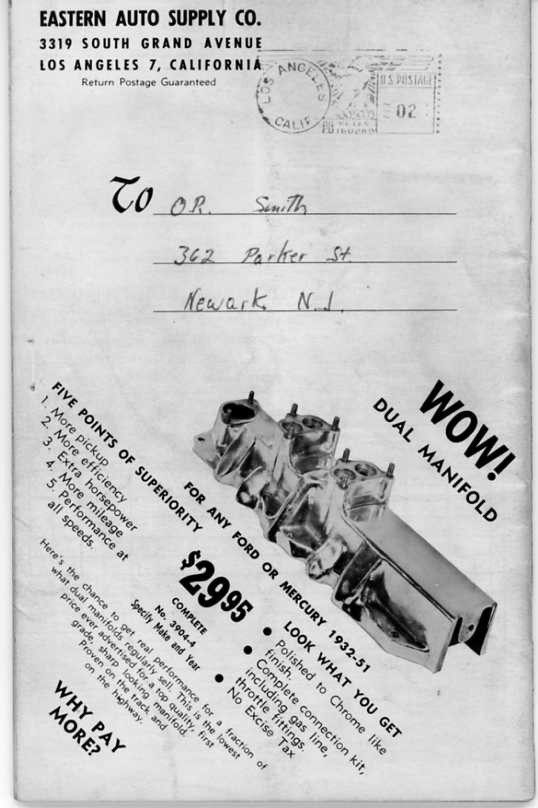 EASTERN AUTO SUPPLY CO.
3319 SOUTH GRAND AVENUE
LOS ANGELES 7, CALIFORNIA
Return Postage Guaranteed
LOS ANGELES
CALIF.
U.S. POSTAGE
02
To O.R. Smith
362 Parker St.
Newark N.J.
WOW!
DUAL MANIFOLD
FIVE POINTS OF SUPERIORITY
1. More pickup
2. More efficiency
3. Extra horsepower
4. More mileage
5. Performance at
all speeds.
FOR ANY FORD OR MERCURY 1932-51
$29.95
COMPLETE
No. 3904-4
Specify Make and Year
LOOK WHAT YOU GET
• Polished to Chrome like
finish.
• Complete connection kit,
including gas line,
throttle fittings.
• No Excise Tax
Here's the chance to get real performance for a fraction of
what dual manifolds regularly sell. This is the lowest
price ever advertised for a top quality, first
grade, sharp looking manifold.
Proven on the track and
on the highway.
WHY PAY
MORE?